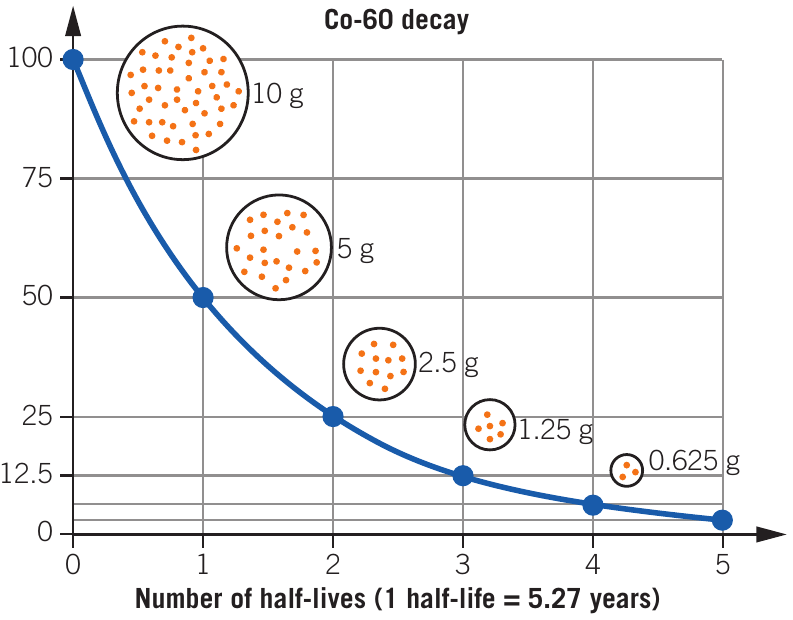 Co-60 decay
100
75
50
25
12.5
0
10 g
5 g
2.5 g
1.25 g
0.625 g
0 1 2 3 4 5
Number of half-lives (1 half-life = 5.27 years)